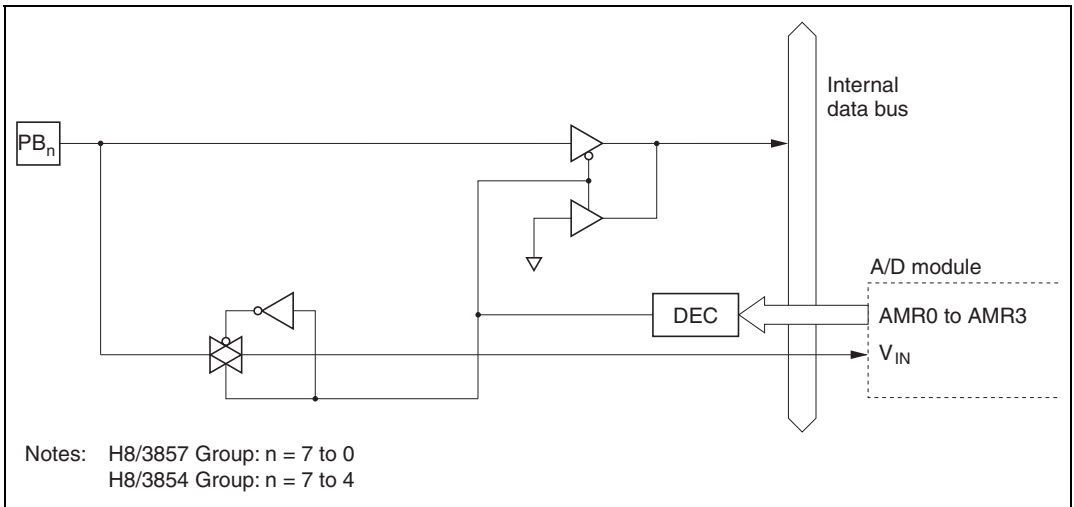 Internal
data bus
PBn
A/D module
DEC
AMR0 to AMR3
VIN
Notes: H8/3857 Group: n = 7 to 0
H8/3854 Group: n = 7 to 4